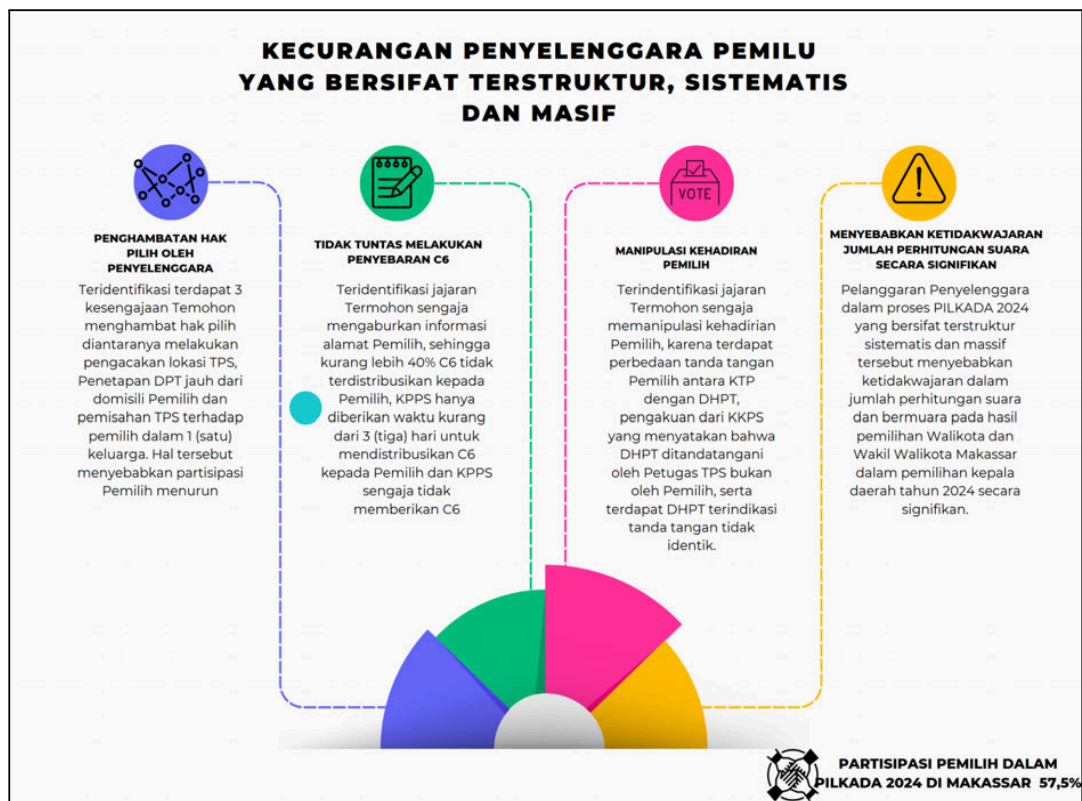 KECURANGAN PENYELENGGARA PEMILU
YANG BERSIFAT TERSTRUKTUR, SISTEMATIS
DAN MASIF
PENGHAMBATAN HAK
PILIH OLEH
PENYELENGGARA
Teridentifikasi terdapat 3
kesengajaan Temohon
menghambat hak pilih
diantaranya melakukan
pengacakan lokasi TPS,
Penetapan DPT jauh dari
domisili Pemilih dan
pemisahan TPS terhadap
pemilih dalam 1 (satu)
keluarga. Hal tersebut
menyebabkan partisipasi
Pemilih menurun
TIDAK TUNTAS MELAKUKAN
PENYEBARAN C6
Teridentifikasi jajaran
Termohon sengaja
mengaburkan informasi
alamat Pemilih, sehingga
kurang lebih 40% C6 tidak
terdistribusikan kepada
Pemilih, KPPS hanya
diberikan waktu kurang
dari 3 (tiga) hari untuk
mendistribusikan C6
kepada Pemilih dan KPPS
sengaja tidak
memberikan C6
VOTE
MANIPULASI KEHADIRAN
PEMILIH
Terindentifikasi jajaran
Termohon sengaja
memanipulasi kehadirian
Pemilih, karena terdapat
perbedaan tanda tangan
Pemilih antara KTP
dengan DHPT,
pengakuan dari KKPS
yang menyatakan bahwa
DHPT ditandatangani
oleh Petugas TPS bukan
oleh Pemilih, serta
terdapat DHPT terindikasi
tanda tangan tidak
identik.
MENYEBABKAN KETIDAKWAJARAN
JUMLAH PERHITUNGAN SUARA
SECARA SIGNIFIKAN
Pelanggaran Penyelenggara
dalam proses PILKADA 2024
yang bersifat terstruktur
sistematis dan massif
tersebut menyebabkan
ketidakwajaran dalam
jumlah perhitungan suara
dan bermuara pada hasil
pemilihan Walikota dan
Wakil Walikota Makassar
dalam pemilihan kepala
daerah tahun 2024 secara
signifikan.
PARTISIPASI PEMILIH DALAM
PILKADA 2024 DI MAKASSAR 57,5%